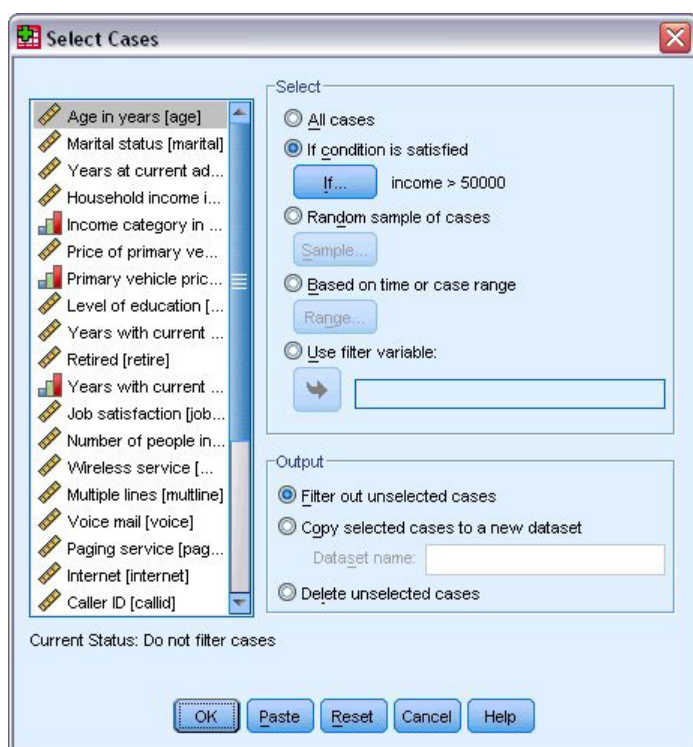 Select Cases
Age in years [age]
Marital status [marital]
Years at current ad...
Household income i...
Income category in ...
Price of primary ve...
Primary vehicle pric...
Level of education [...
Years with current ...
Retired [retire]
Years with current ...
Job satisfaction [job...
Number of people in...
Wireless service [...
Multiple lines [multline]
Voice mail [voice]
Paging service [pag...
Internet [internet]
Caller ID [callid]
Select
All cases
If condition is satisfied
If... income > 50000
Random sample of cases
Sample...
Based on time or case range
Range...
Use filter variable:
Output
Filter out unselected cases
Copy selected cases to a new dataset
Dataset name:
Delete unselected cases
Current Status: Do not filter cases
OK Paste Reset Cancel Help